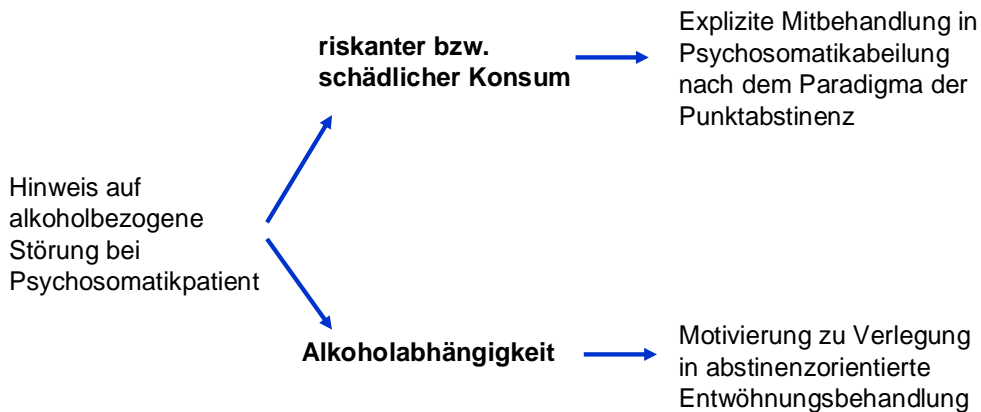 Hinweis auf
alkoholbezogene
Störung bei
Psychosomatikpatient
riskanter bzw.
schädlicher Konsum
Explizite Mitbehandlung in
Psychosomatikabeilung
nach dem Paradigma der
Punktabstinenz
Alkoholabhängigkeit
Motivierung zu Verlegung
in abstinenzorientierte
Entwöhnungsbehandlung